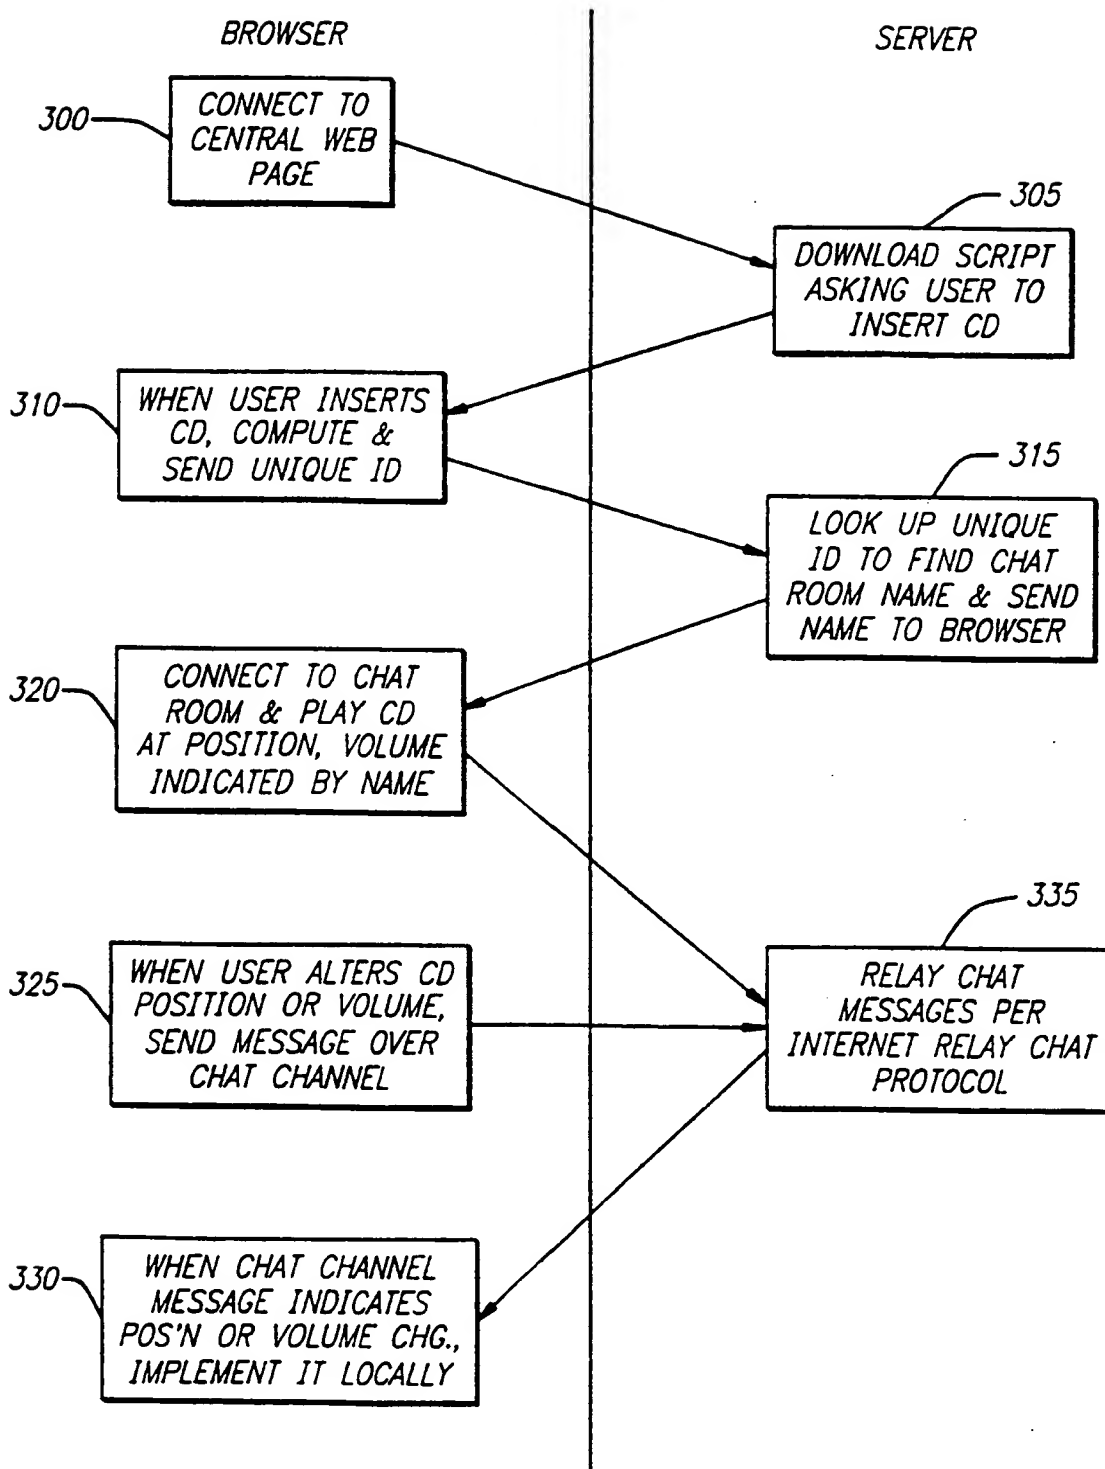 BROWSER
SERVER
300
CONNECT TO
CENTRAL WEB
PAGE
305
DOWNLOAD SCRIPT
ASKING USER TO
INSERT CD
310
WHEN USER INSERTS
CD, COMPUTE &
SEND UNIQUE ID
315
LOOK UP UNIQUE
ID TO FIND CHAT
ROOM NAME & SEND
NAME TO BROWSER
320
CONNECT TO CHAT
ROOM & PLAY CD
AT POSITION, VOLUME
INDICATED BY NAME
335
RELAY CHAT
MESSAGES PER
INTERNET RELAY CHAT
PROTOCOL
325
WHEN USER ALTERS CD
POSITION OR VOLUME,
SEND MESSAGE OVER
CHAT CHANNEL
330
WHEN CHAT CHANNEL
MESSAGE INDICATES
POS'N OR VOLUME CHG.,
IMPLEMENT IT LOCALLY